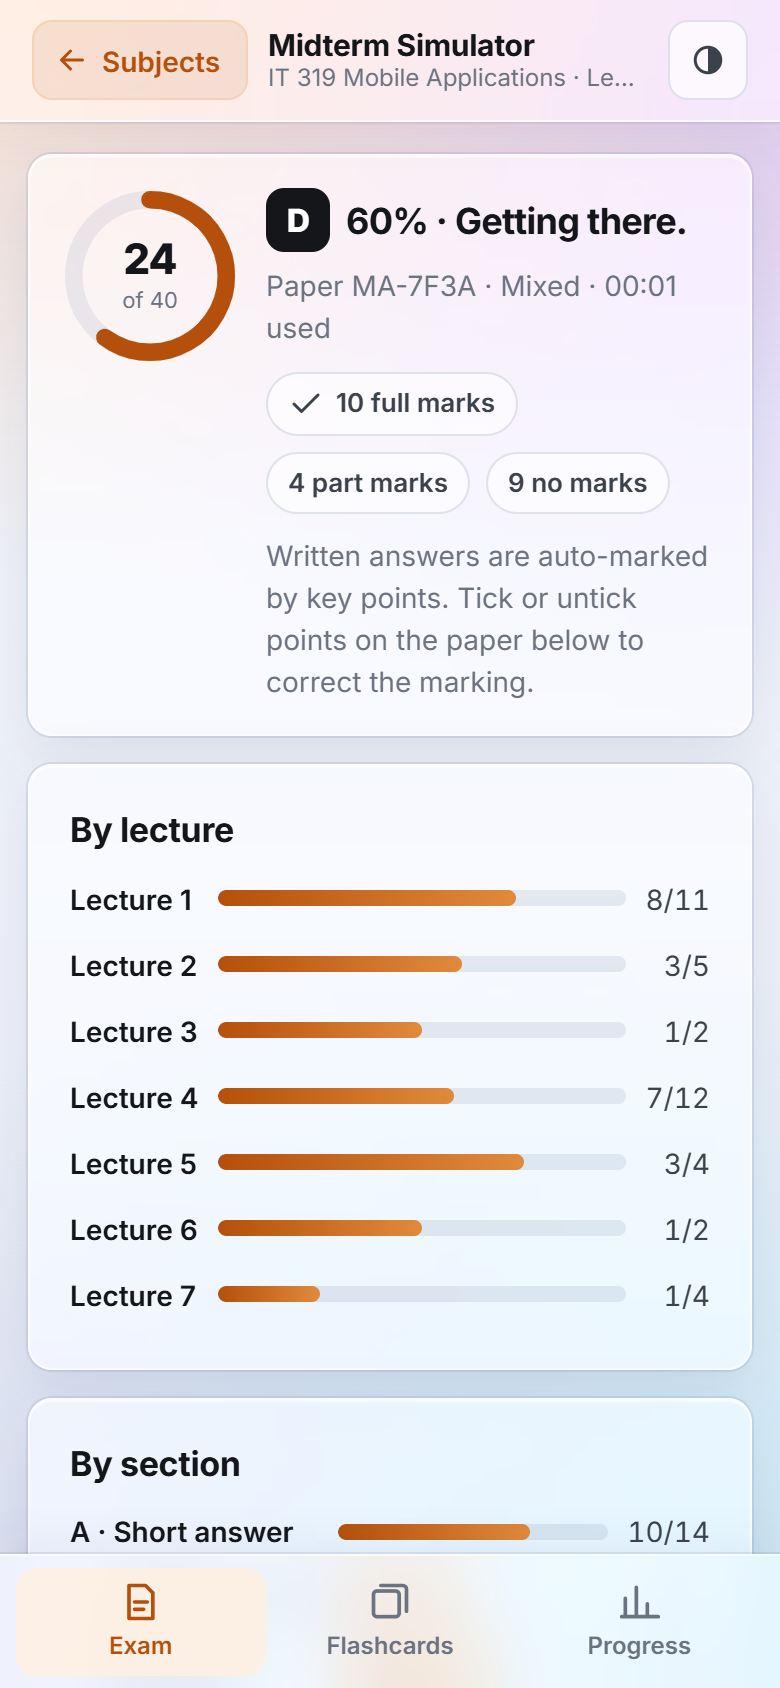 Subjects
Midterm Simulator
IT 319 Mobile Applications · Le...
24
of 40
D
60% · Getting there.
Paper MA-7F3A · Mixed · 00:01
used
10 full marks
4 part marks
9 no marks
Written answers are auto-marked
by key points. Tick or untick
points on the paper below to
correct the marking.
By lecture
Lecture 1 8/11
Lecture 2 3/5
Lecture 3 1/2
Lecture 4 7/12
Lecture 5 3/4
Lecture 6 1/2
Lecture 7 1/4
By section
A · Short answer 10/14
Exam
Flashcards
Progress